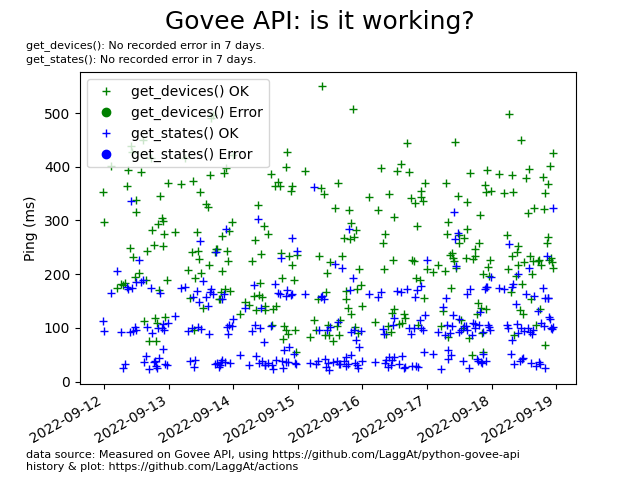 Govee API: is it working?
get_devices(): No recorded error in 7 days.
get_states(): No recorded error in 7 days.
get_devices() OK
get_devices() Error
get_states() OK
get_states() Error
Ping (ms)
500
400
300
200
100
0
2022-09-12
2022-09-13
2022-09-14
2022-09-15
2022-09-16
2022-09-17
2022-09-18
2022-09-19
data source: Measured on Govee API, using https://github.com/LaggAt/python-govee-api
history & plot: https://github.com/LaggAt/actions